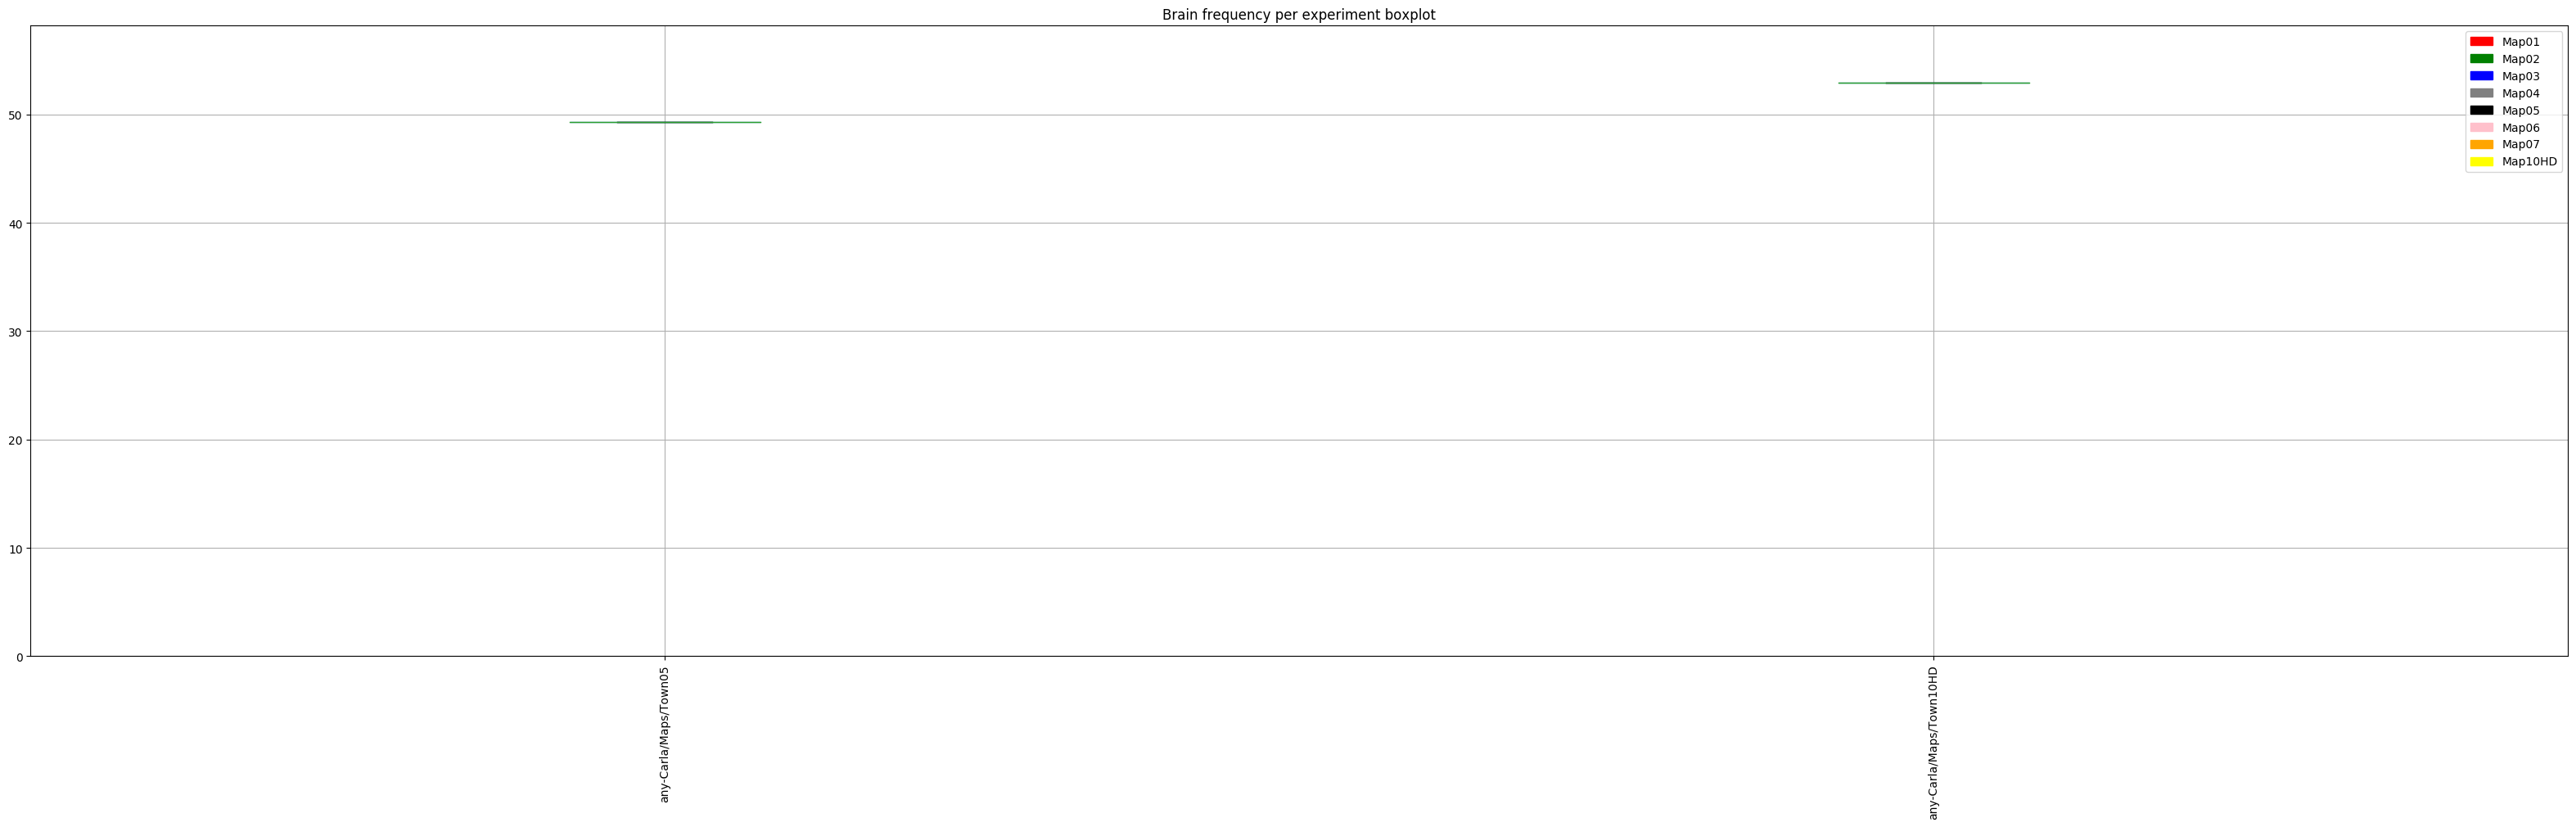 Brain frequency per experiment boxplot
Map01
Map02
Map03
Map04
Map05
Map06
Map07
Map10HD
50
40
30
20
10
0
any-Carla/Maps/Town05
any-Carla/Maps/Town10HD